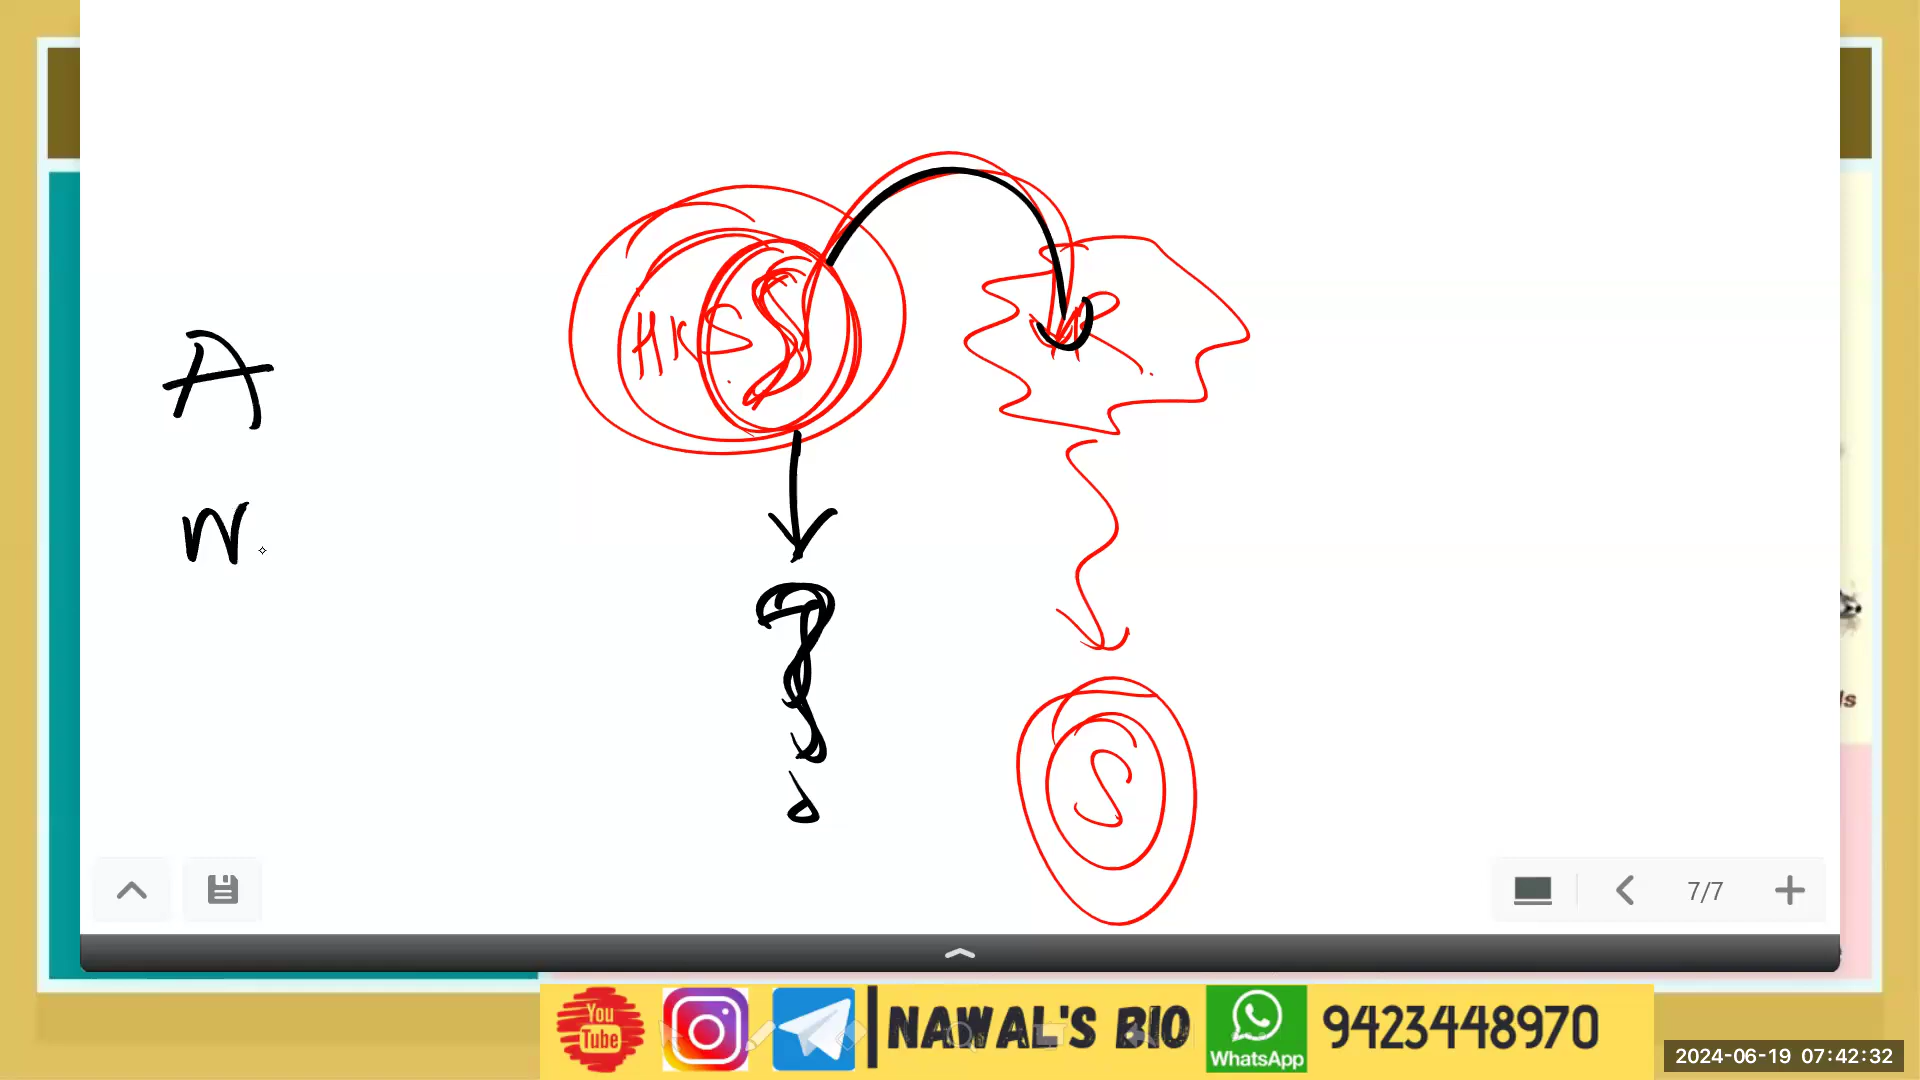 HKS
A
N
S
7/7
You
Tube
NAWAL'S BIO
WhatsApp
9423448970
2024-06-19 07:42:32